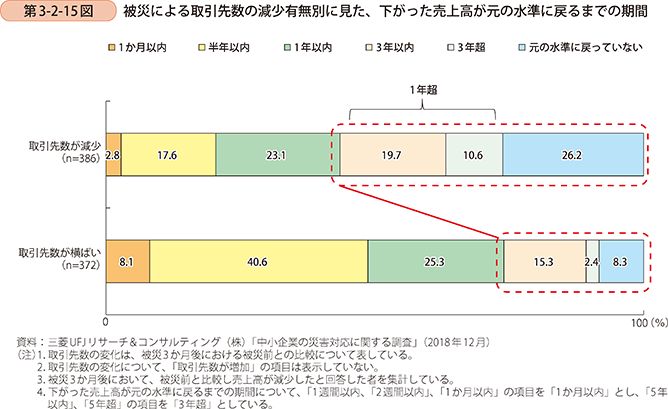 第3-2-15図 被災による取引先数の減少有無別に見た、下がった売上高が元の水準に戻るまでの期間
1か月以内 半年以内 1年以内 3年以内 3年超 元の水準に戻っていない
1年超
取引先数が減少
(n=386)
2.8 17.6 23.1 19.7 10.6 26.2
取引先数が横ばい
(n=372)
8.1 40.6 25.3 15.3 2.4 8.3
0 100 (%)
資料:三菱UFJリサーチ&コンサルティング(株)「中小企業の災害対応に関する調査」(2018年12月)
(注)1. 取引先数の変化は、被災3か月後における被災前との比較について表している。
2. 取引先数の変化について、「取引先数が増加」の項目は表示していない。
3. 被災3か月後において、被災前と比較し売上高が減少したと回答した者を集計している。
4. 下がった売上高が元の水準に戻るまでの期間について、「1週間以内、「2週間以内」、「1か月以内」の項目を「1か月以内」とし、「5年
以内」、「5年超」の項目を「3年超」としている。